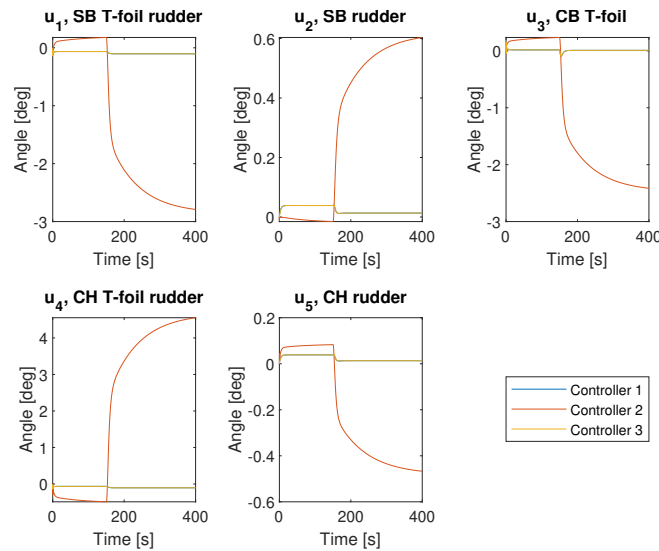 u1, SB T-foil rudder
u2, SB rudder
u3, CB T-foil
Angle [deg]
0
-1
-2
-3
0 200 400
Time [s]
Angle [deg]
0.6
0.4
0.2
0
0 200 400
Time [s]
Angle [deg]
0
-1
-2
-3
0 200 400
Time [s]
u4, CH T-foil rudder
u5, CH rudder
Angle [deg]
4
3
2
1
0
0 200 400
Time [s]
Angle [deg]
0.2
0
-0.2
-0.4
-0.6
0 200 400
Time [s]
Controller 1
Controller 2
Controller 3